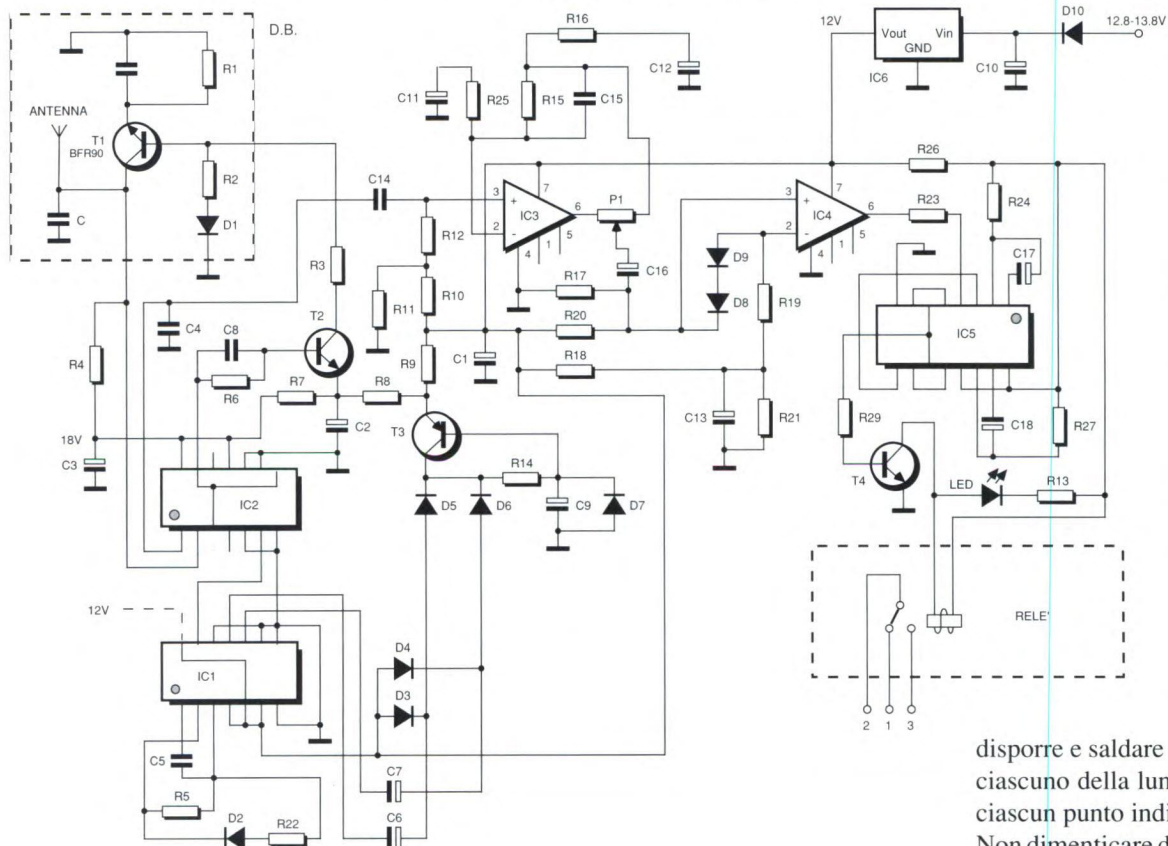 D.B.
R1
ANTENNA
T1
BFR90
R2
D1
C
R3
C4
R4
C8
R6
T2
R7
R8
C2
18V
C3
IC2
12V
IC1
C5
R5
D2
R22
C7
C6
D4
D3
D5
D6
R14
C9
D7
T3
R9
R10
R11
R12
C14
C1
C11
R25
R16
R15
C15
C12
3
+
2
-
7
6
IC3
4
1
5
P1
C16
R17
R20
R18
C13
D9
D8
R19
R21
3
+
2
-
7
6
IC4
4
1
5
12V
Vout
Vin
GND
IC6
C10
D10
12.8-13.8V
R26
R23
R24
C17
IC5
R29
C18
R27
T4
LED
R13
RELE'
2 1 3
disporre e saldare
ciascuno della lun
ciascun punto indi
Non dimenticare d